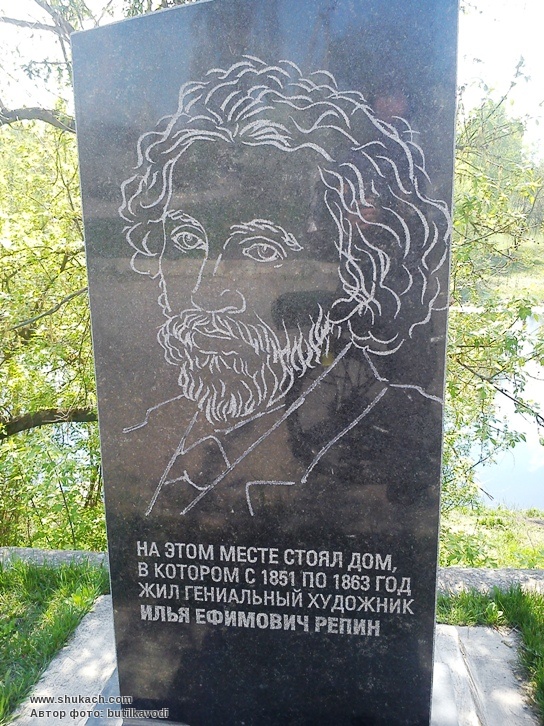 НА ЭТОМ МЕСТЕ СТОЯЛ ДОМ,
В КОТОРОМ С 1851 ПО 1863 ГОД
ЖИЛ ГЕНИАЛЬНЫЙ ХУДОЖНИК
ИЛЬЯ ЕФИМОВИЧ РЕПИН
www.shukach.com
Автор фото: butilkavodi